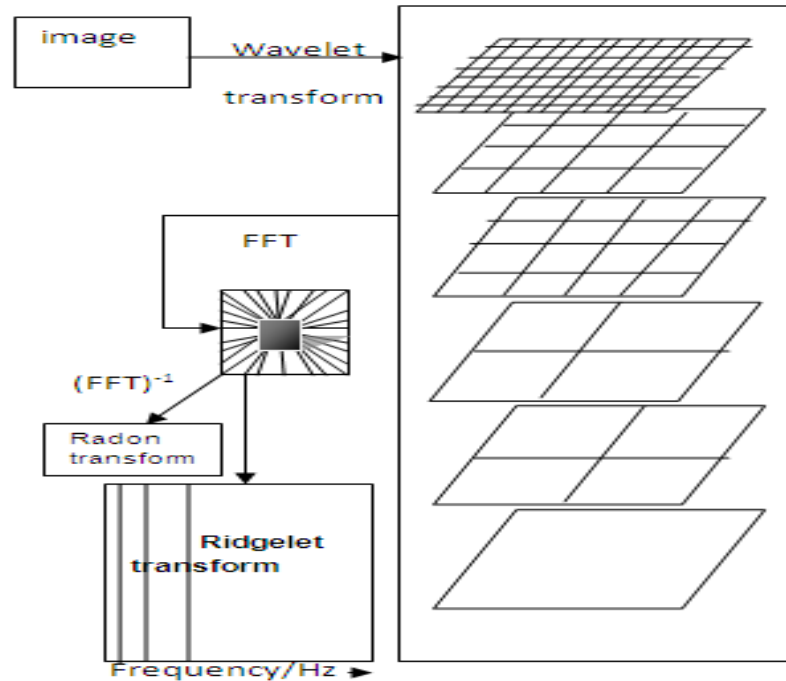 image
Wavelet
transform
FFT
(FFT)⁻¹
Radon
transform
Ridgelet
transform
Frequency/Hz